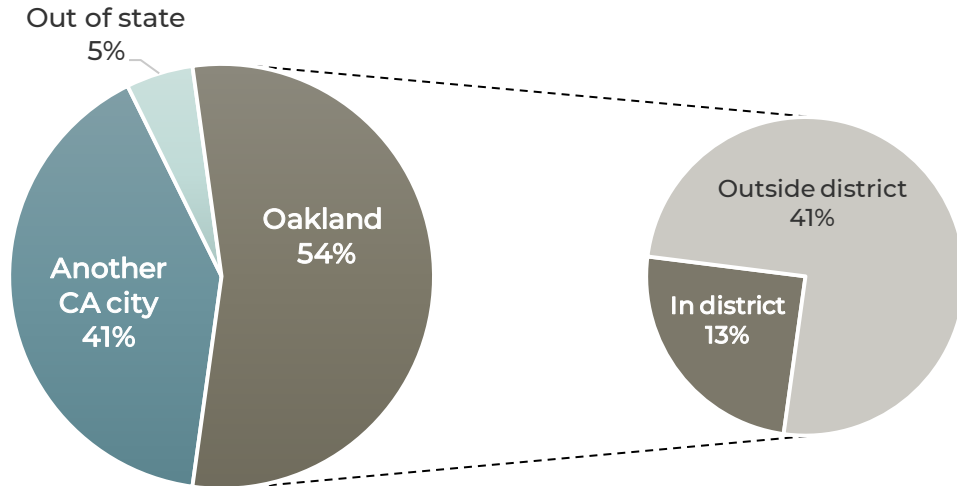 Out of state
5%
Oakland
54%
Another
CA city
41%
Outside district
41%
In district
13%